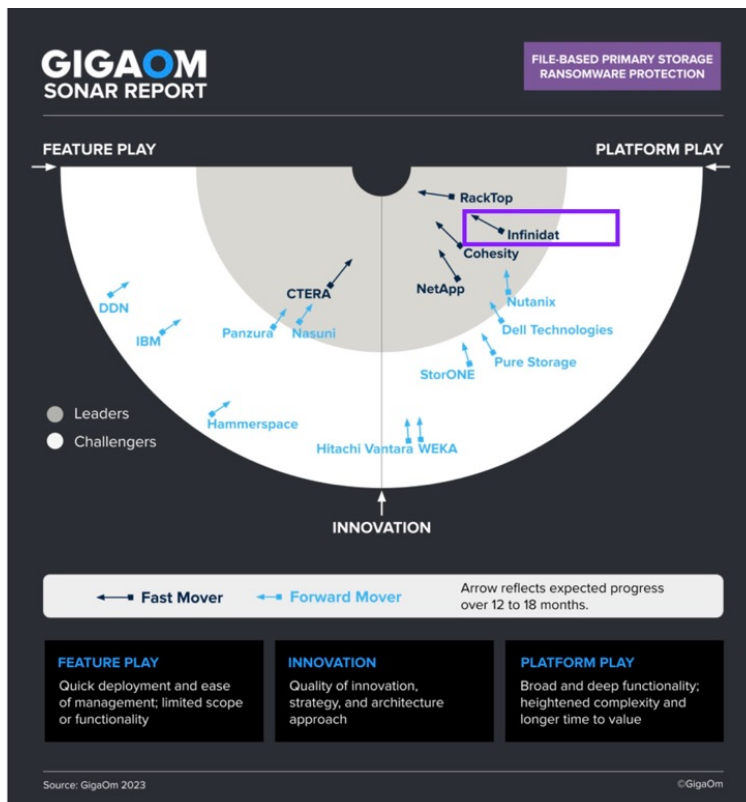 GIGAOM
SONAR REPORT
FILE-BASED PRIMARY STORAGE
RANSOMWARE PROTECTION
FEATURE PLAY
PLATFORM PLAY
RackTop
Infinidat
Cohesity
NetApp
CTERA
Nutanix
DDN
IBM
Panzura
Nasuni
Dell Technologies
Pure Storage
StorONE
Leaders
Hammerspace
Challengers
Hitachi Vantara
WEKA
INNOVATION
Fast Mover
Forward Mover
Arrow reflects expected progress
over 12 to 18 months.
FEATURE PLAY
Quick deployment and ease
of management; limited scope
or functionality
INNOVATION
Quality of innovation,
strategy, and architecture
approach
PLATFORM PLAY
Broad and deep functionality;
heightened complexity and
longer time to value
Source: GigaOm 2023
©GigaOm